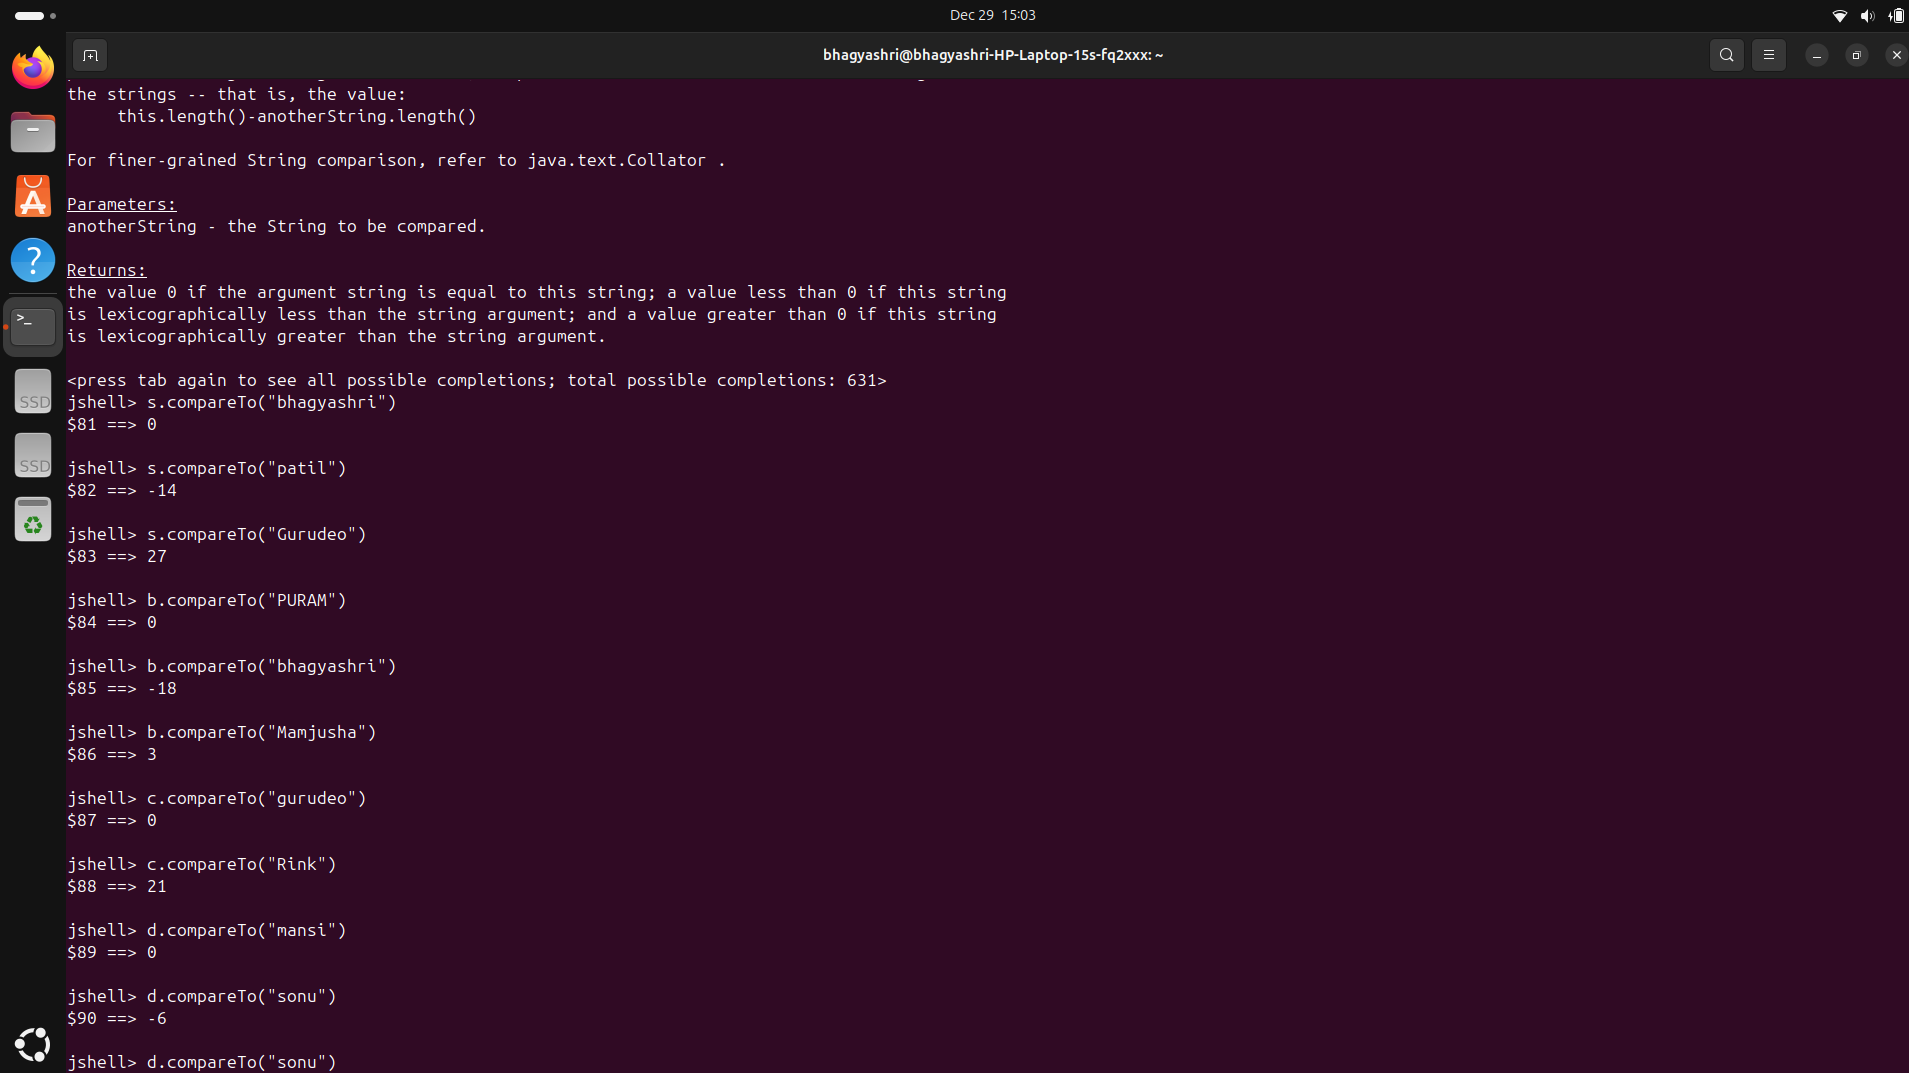 Dec 29 15:03
bhagyashri@bhagyashri-HP-Laptop-15s-fq2xxx: ~
the strings -- that is, the value:
this.length()-anotherString.length()
For finer-grained String comparison, refer to java.text.Collator .
Parameters:
anotherString - the String to be compared.
Returns:
the value 0 if the argument string is equal to this string; a value less than 0 if this string
is lexicographically less than the string argument; and a value greater than 0 if this string
is lexicographically greater than the string argument.
<press tab again to see all possible completions; total possible completions: 631>
jshell> s.compareTo("bhagyashri")
$81 ==> 0
jshell> s.compareTo("patil")
$82 ==> -14
jshell> s.compareTo("Gurudeo")
$83 ==> 27
jshell> b.compareTo("PURAM")
$84 ==> 0
jshell> b.compareTo("bhagyashri")
$85 ==> -18
jshell> b.compareTo("Mamjusha")
$86 ==> 3
jshell> c.compareTo("gurudeo")
$87 ==> 0
jshell> c.compareTo("Rink")
$88 ==> 21
jshell> d.compareTo("mansi")
$89 ==> 0
jshell> d.compareTo("sonu")
$90 ==> -6
jshell> d.compareTo("sonu")
SSD
SSD